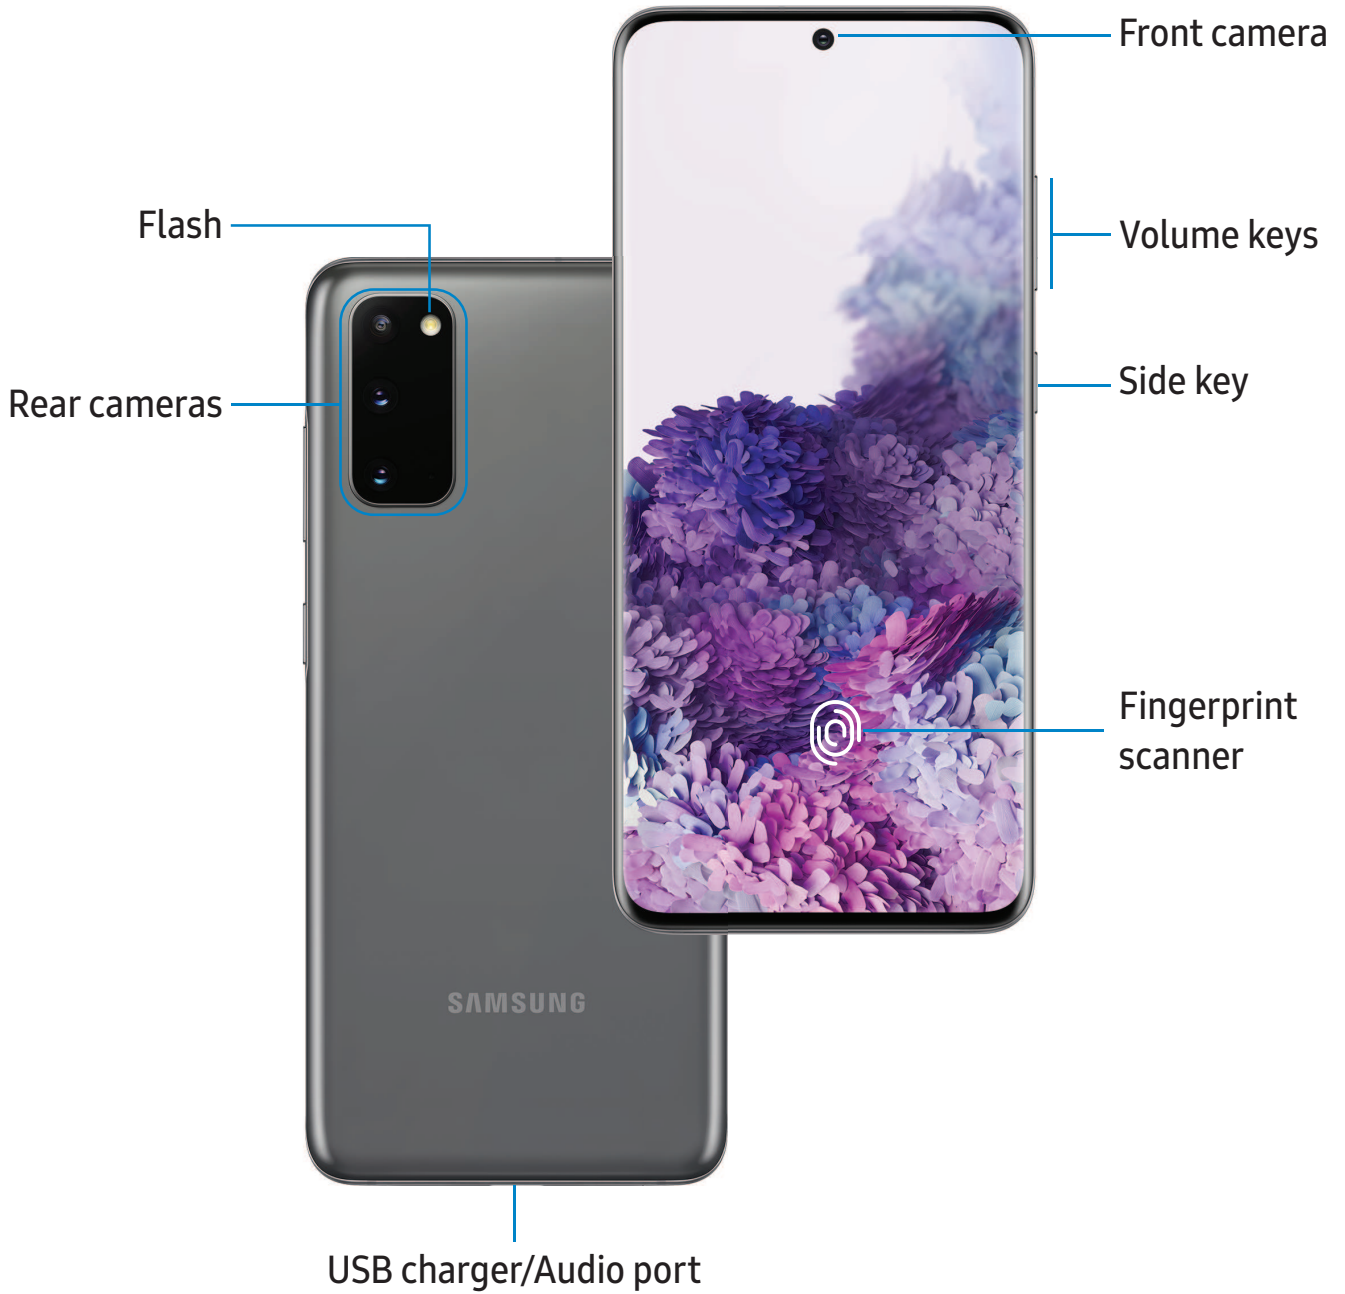 Front camera
Flash
Volume keys
Side key
Rear cameras
Fingerprint
scanner
SAMSUNG
USB charger/Audio port